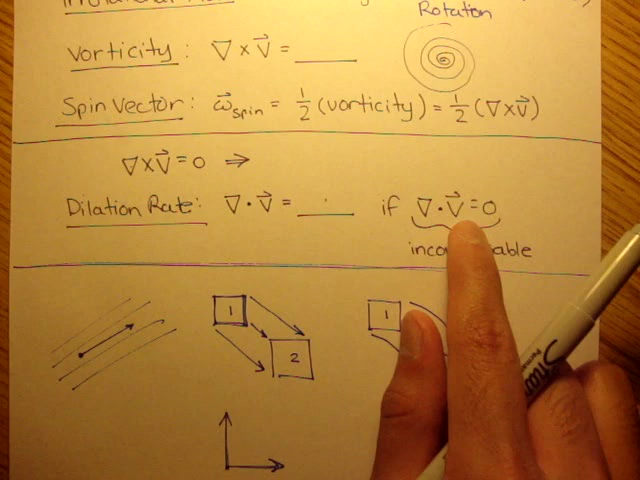 Rotation
Vorticity: ∇ × V⃗ = ____
Spin Vector: ω⃗spin = 1/2 (vorticity) = 1/2 (∇×V⃗)
∇×V⃗ = 0 ⇒
Dilation Rate: ∇ · V⃗ = ____ if ∇ · V⃗ = 0
1 1
2